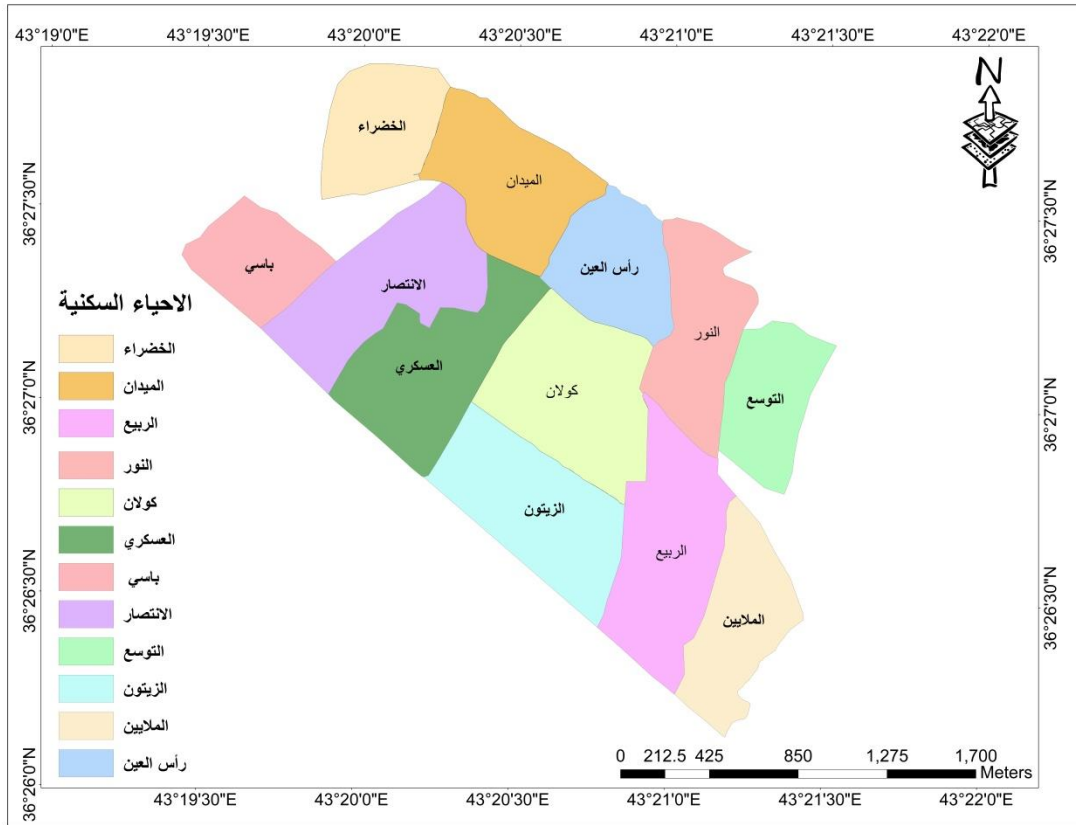 43°19'0"E 43°19'30"E 43°20'0"E 43°20'30"E 43°21'0"E 43°21'30"E 43°22'0"E
N
الخضراء
الميدان
36°27'30"N
36°27'30"N
رأس العين
باسي
الانتصار
النور
العسكري
كولان
التوسع
36°27'0"N
36°27'0"N
الزيتون
الربيع
الملايين
36°26'30"N
36°26'30"N
36°26'0"N
36°26'0"N
الاحياء السكنية
الخضراء
الميدان
الربيع
النور
كولان
العسكري
باسي
الانتصار
التوسع
الزيتون
الملايين
رأس العين
0 212.5 425 850 1,275 1,700
Meters
43°19'30"E 43°20'0"E 43°20'30"E 43°21'0"E 43°21'30"E 43°22'0"E